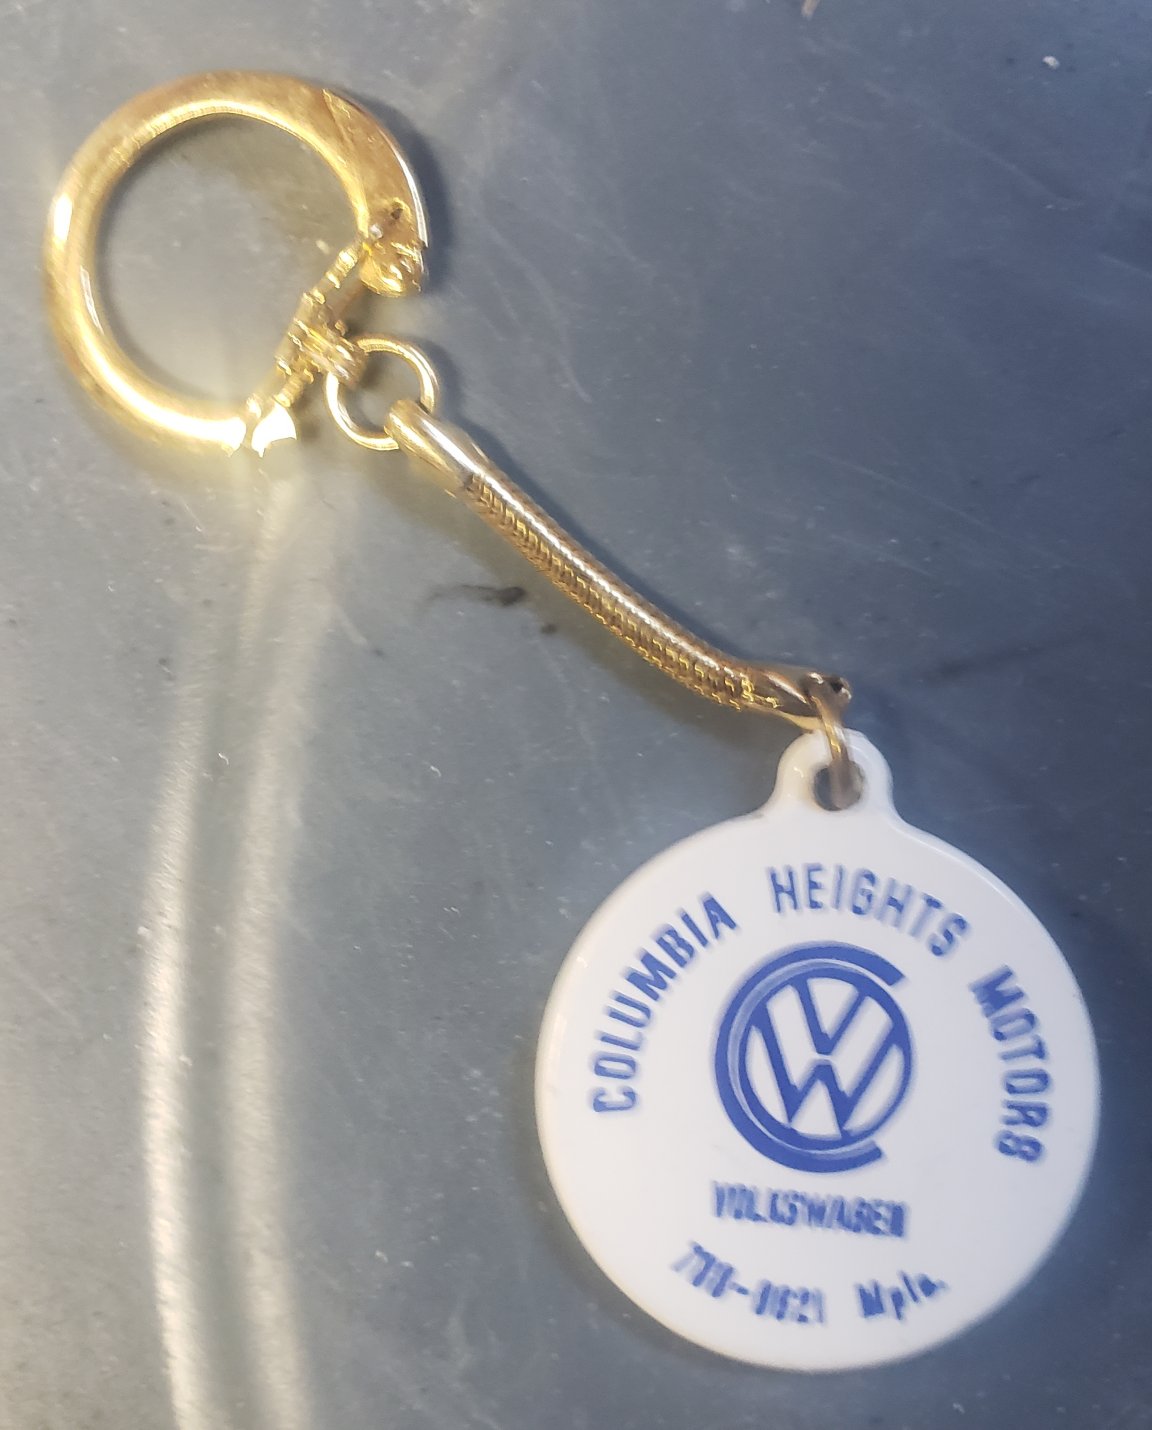 COLUMBIA HEIGHTS MOTORS
VW
VOLKSWAGEN
Mpls.